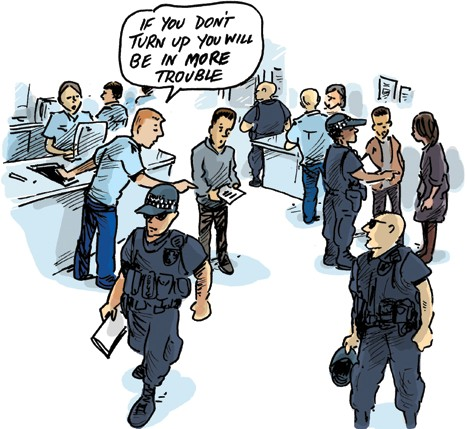 IF YOU DON'T
TURN UP YOU WILL
BE IN MORE
TROUBLE